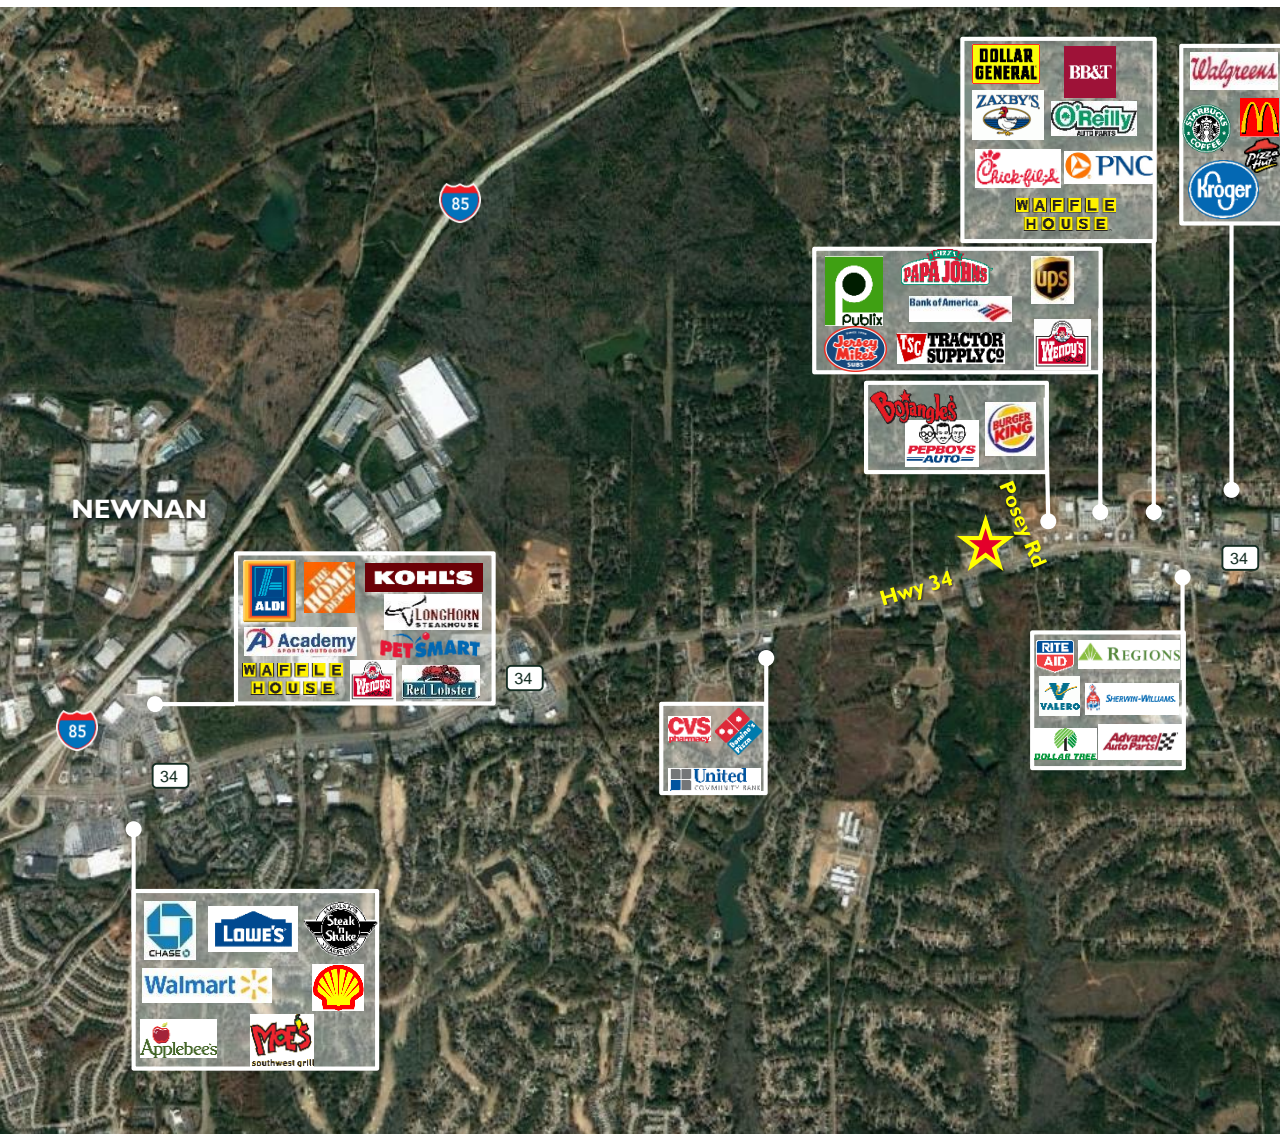 DOLLAR
GENERAL
BB&T
ZAXBY'S
O'Reilly
AUTO PARTS
Chick-fil-A
PNC
WAFFLE
HOUSE
Walgreens
STARBUCKS
COFFEE
Pizza
Hut
Kroger
85
PIZZA
PAPA JOHNS
ups
Publix
Bank of America
Jersey
Mike's
SUBS
TSC
TRACTOR
SUPPLY CO
Wendy's
Bojangles'
PEPBOYS
AUTO
BURGER
KING
Posey Rd
Hwy 34
34
NEWNAN
ALDI
THE
HOME
DEPOT
KOHL'S
LONGHORN
STEAKHOUSE
Academy
SPORTS+OUTDOORS
PETSMART
WAFFLE
HOUSE
Wendy's
Red Lobster
34
85
34
CVS
pharmacy
Domino's
Pizza
United
COMMUNITY BANK
RITE
AID
REGIONS
VALERO
SHERWIN-WILLIAMS.
DOLLAR TREE
Advance
Auto Parts
CHASE
LOWE'S
Steak
'n
Shake
Walmart
Applebee's
MOE'S
southwest grill